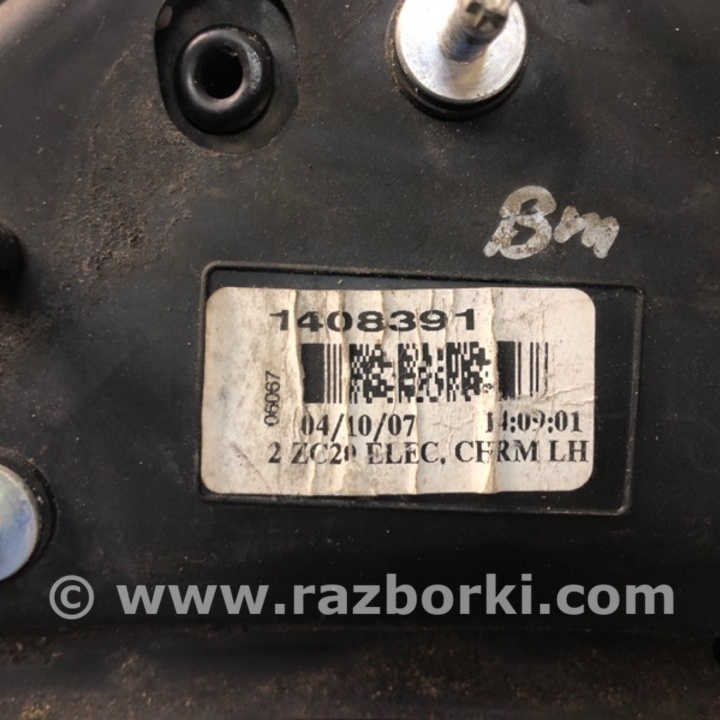 Bm
1408391
06067
04/10/07 14:09:01
2 ZC20 ELEC, CHRM LH
© www.razborki.com